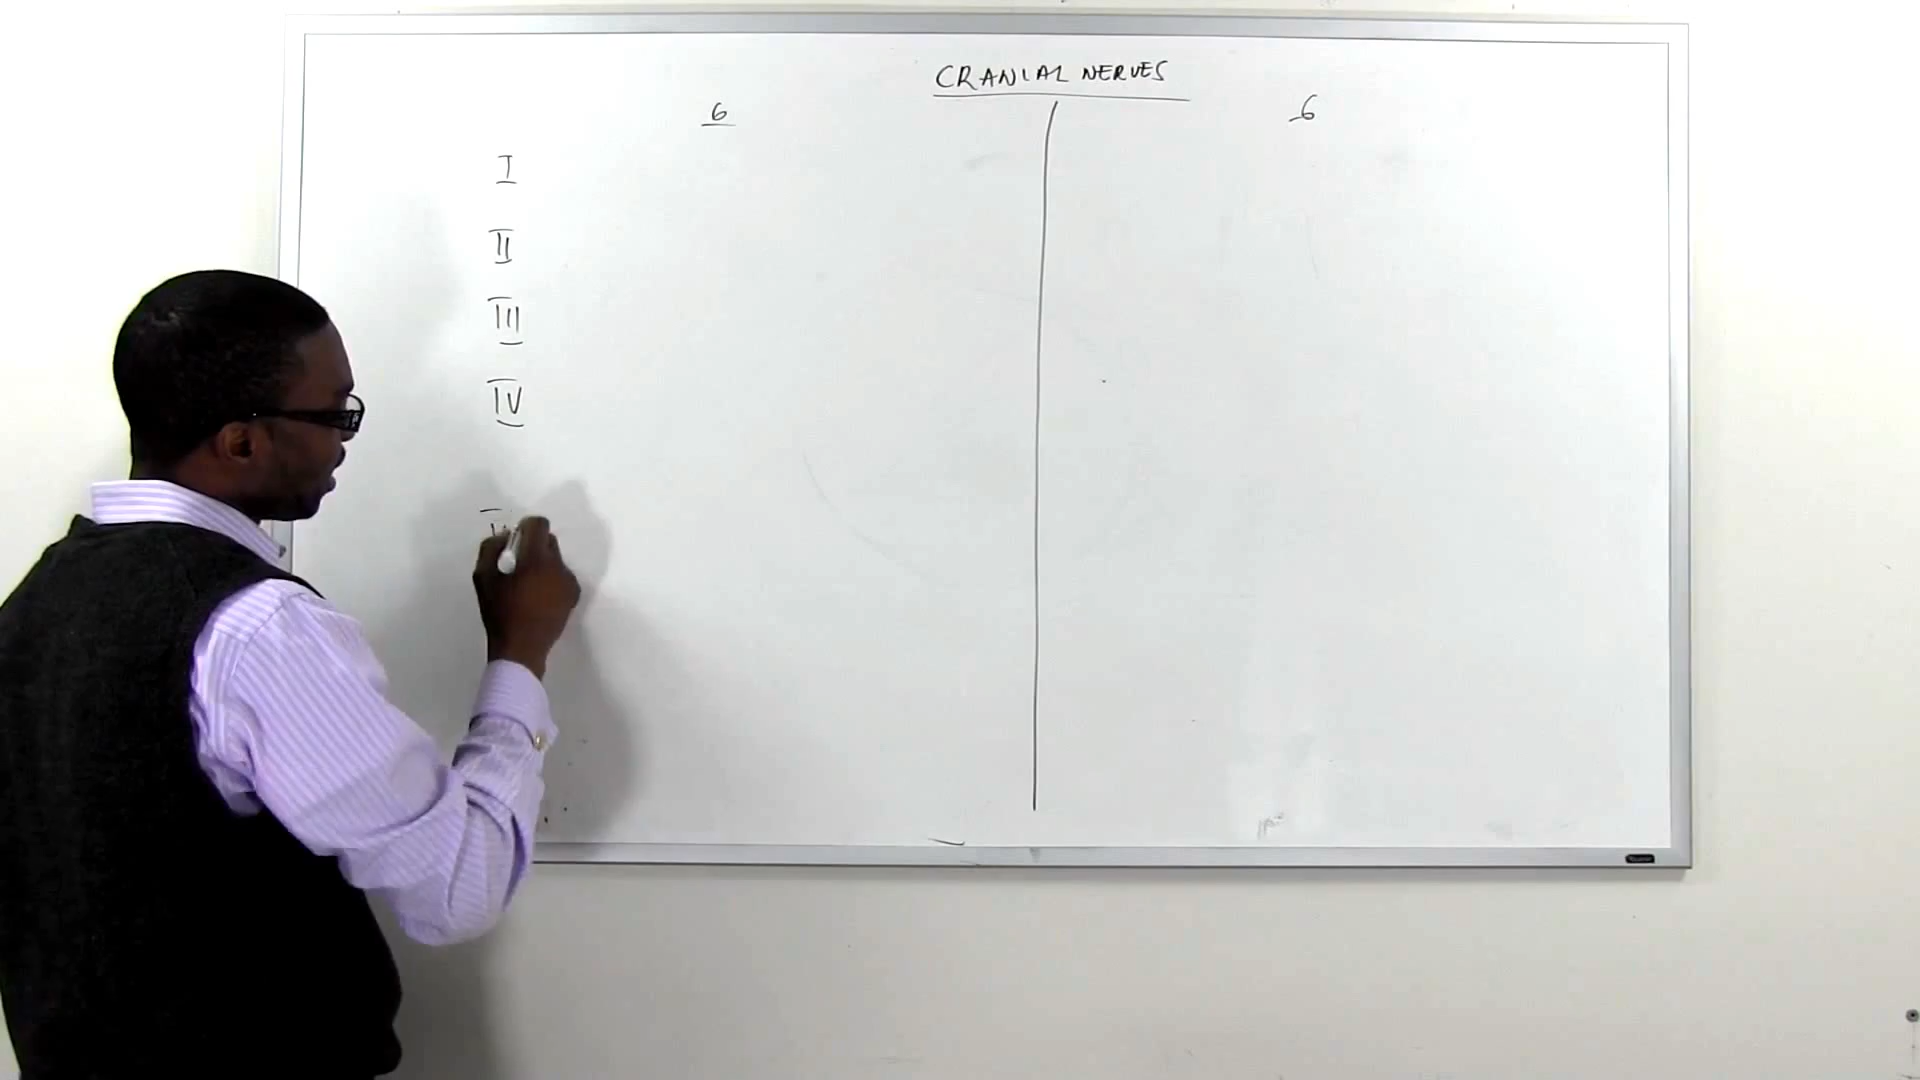 CRANIAL NERVES
6 6
I
II
III
IV